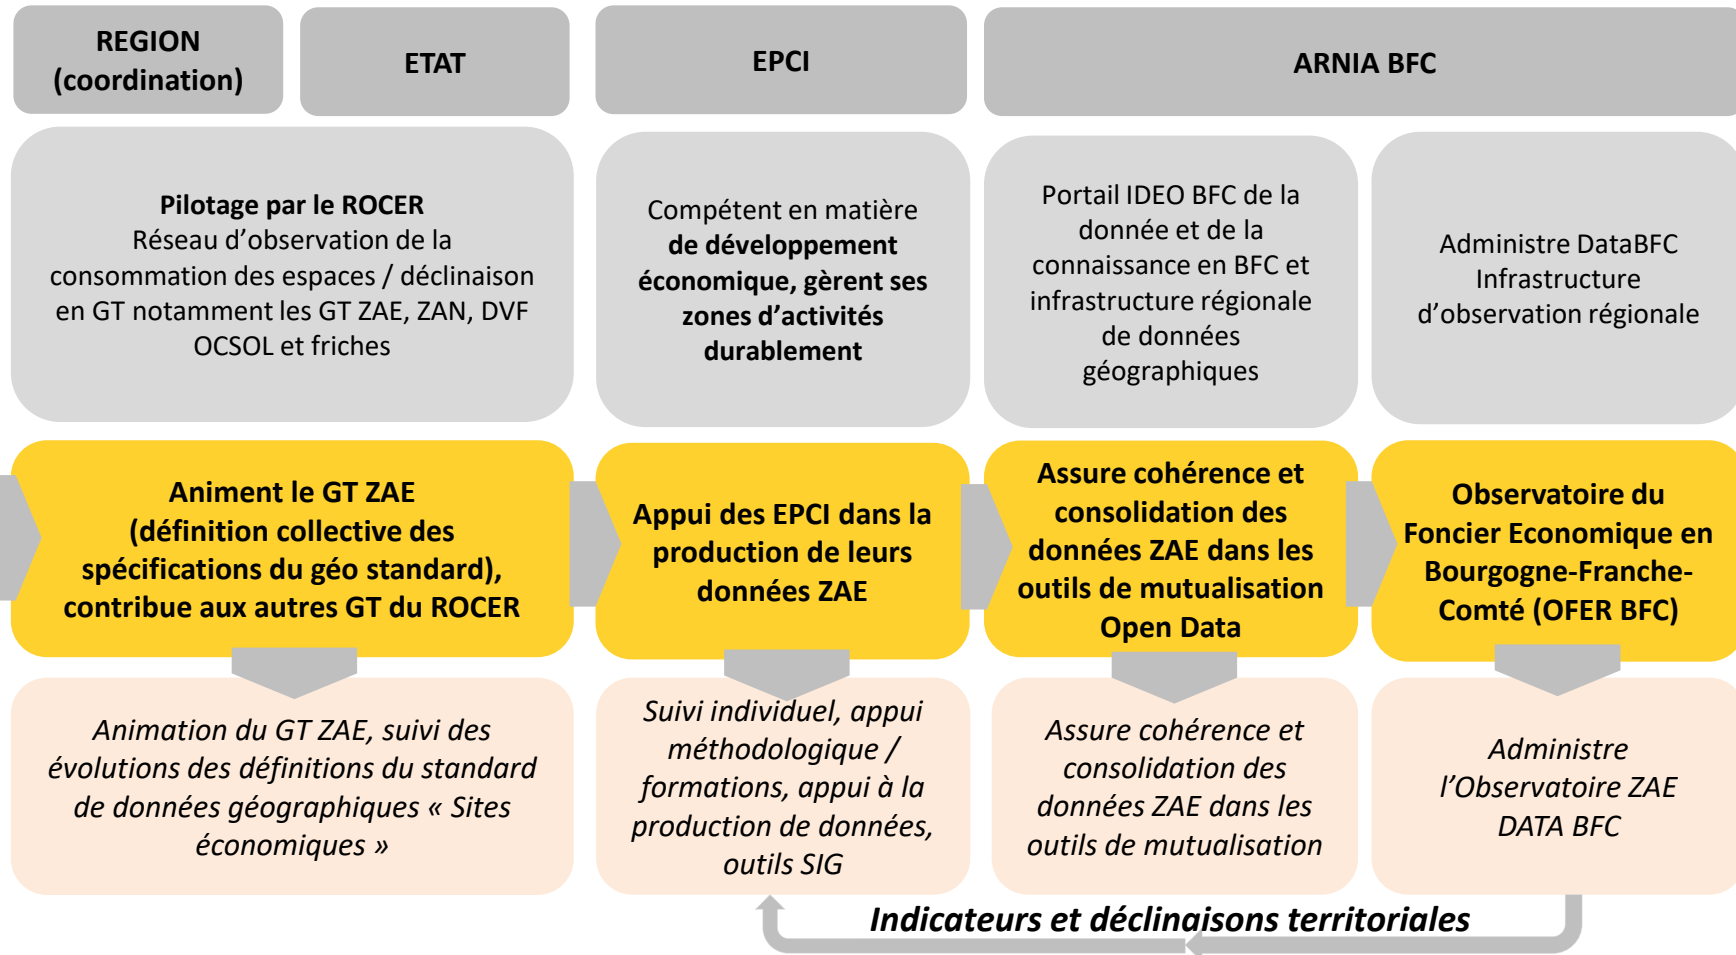 REGION
(coordination)
ETAT
EPCI
ARNIA BFC
Pilotage par le ROCER
Réseau d’observation de la
consommation des espaces / déclinaison
en GT notamment les GT ZAE, ZAN, DVF
OCSOL et friches
Compétent en matière
de développement
économique, gèrent ses
zones d’activités
durablement
Portail IDEO BFC de la
donnée et de la
connaissance en BFC et
infrastructure régionale
de données
géographiques
Administre DataBFC
Infrastructure
d’observation régionale
Animent le GT ZAE
(définition collective des
spécifications du géo standard),
contribue aux autres GT du ROCER
Appui des EPCI dans la
production de leurs
données ZAE
Assure cohérence et
consolidation des
données ZAE dans les
outils de mutualisation
Open Data
Observatoire du
Foncier Economique en
Bourgogne-Franche-
Comté (OFER BFC)
Animation du GT ZAE, suivi des
évolutions des définitions du standard
de données géographiques « Sites
économiques »
Suivi individuel, appui
méthodologique /
formations, appui à la
production de données,
outils SIG
Assure cohérence et
consolidation des
données ZAE dans les
outils de mutualisation
Administre
l’Observatoire ZAE
DATA BFC
Indicateurs et déclinaisons territoriales